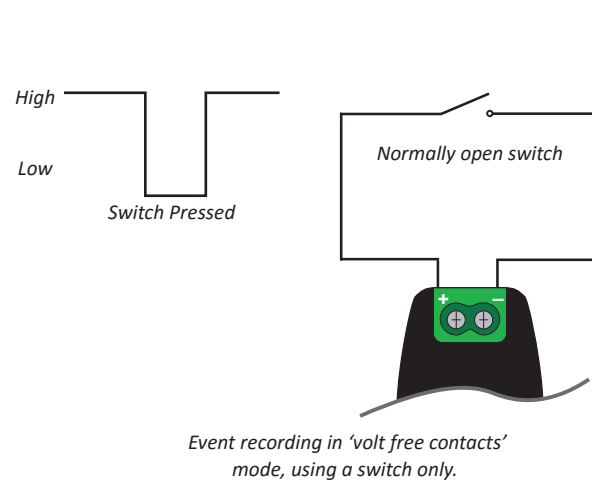 High
Low
Switch Pressed
Normally open switch
+ −
Event recording in ‘volt free contacts’
mode, using a switch only.